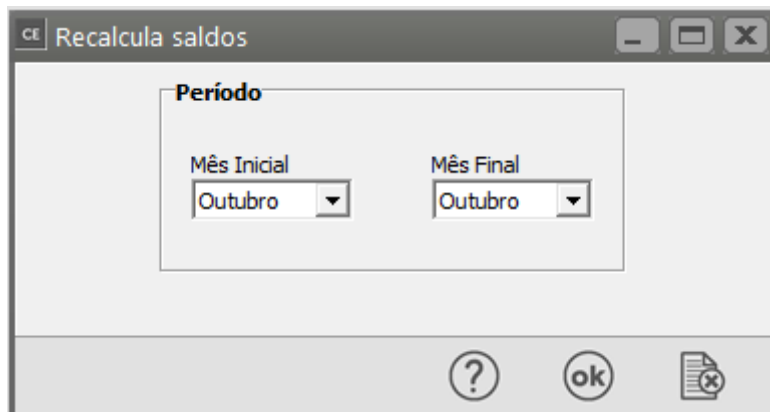 CE Recalcula saldos
Período
Mês Inicial Mês Final
Outubro Outubro
? ok